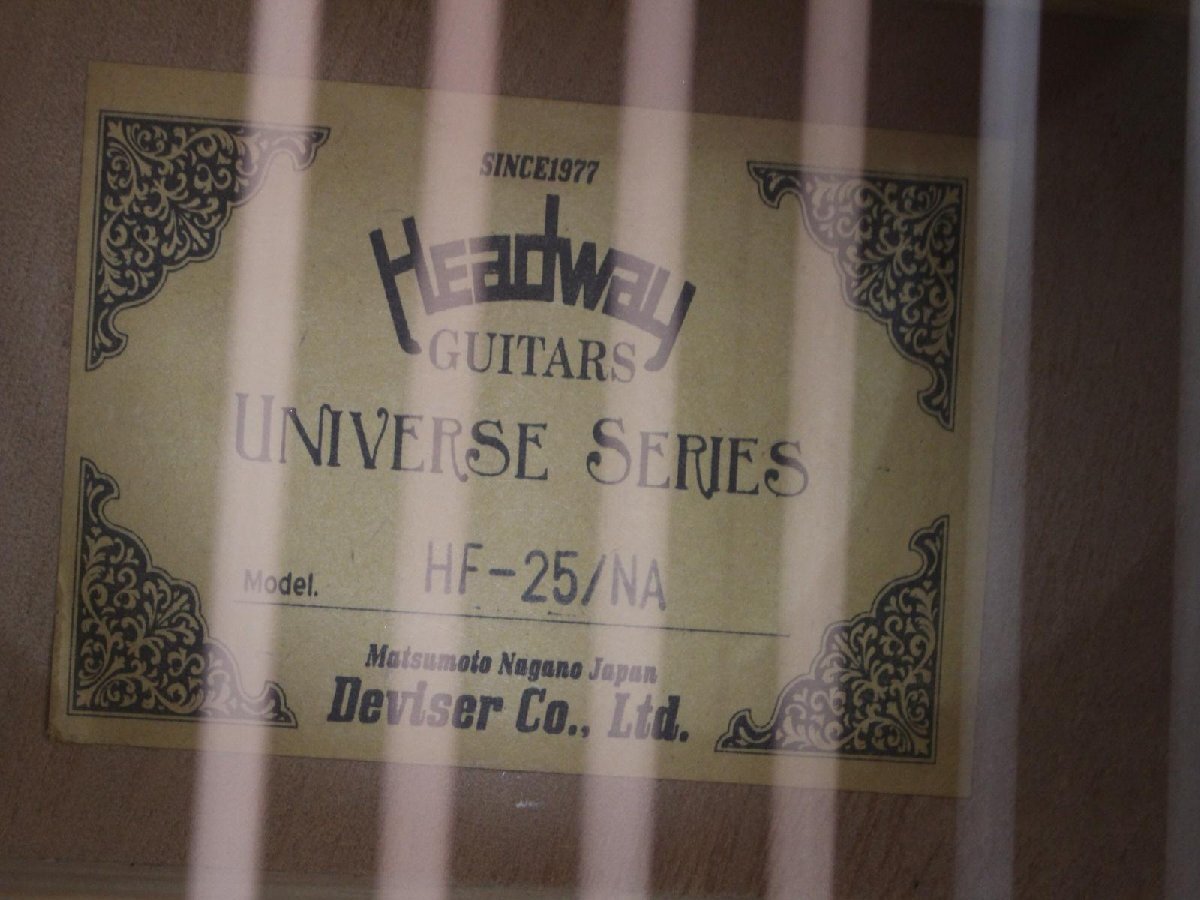 SINCE1977
Headway
GUITARS
UNIVERSE SERIES
Model. HF-25/NA
Matsumoto Nagano Japan
Deviser Co., Ltd.